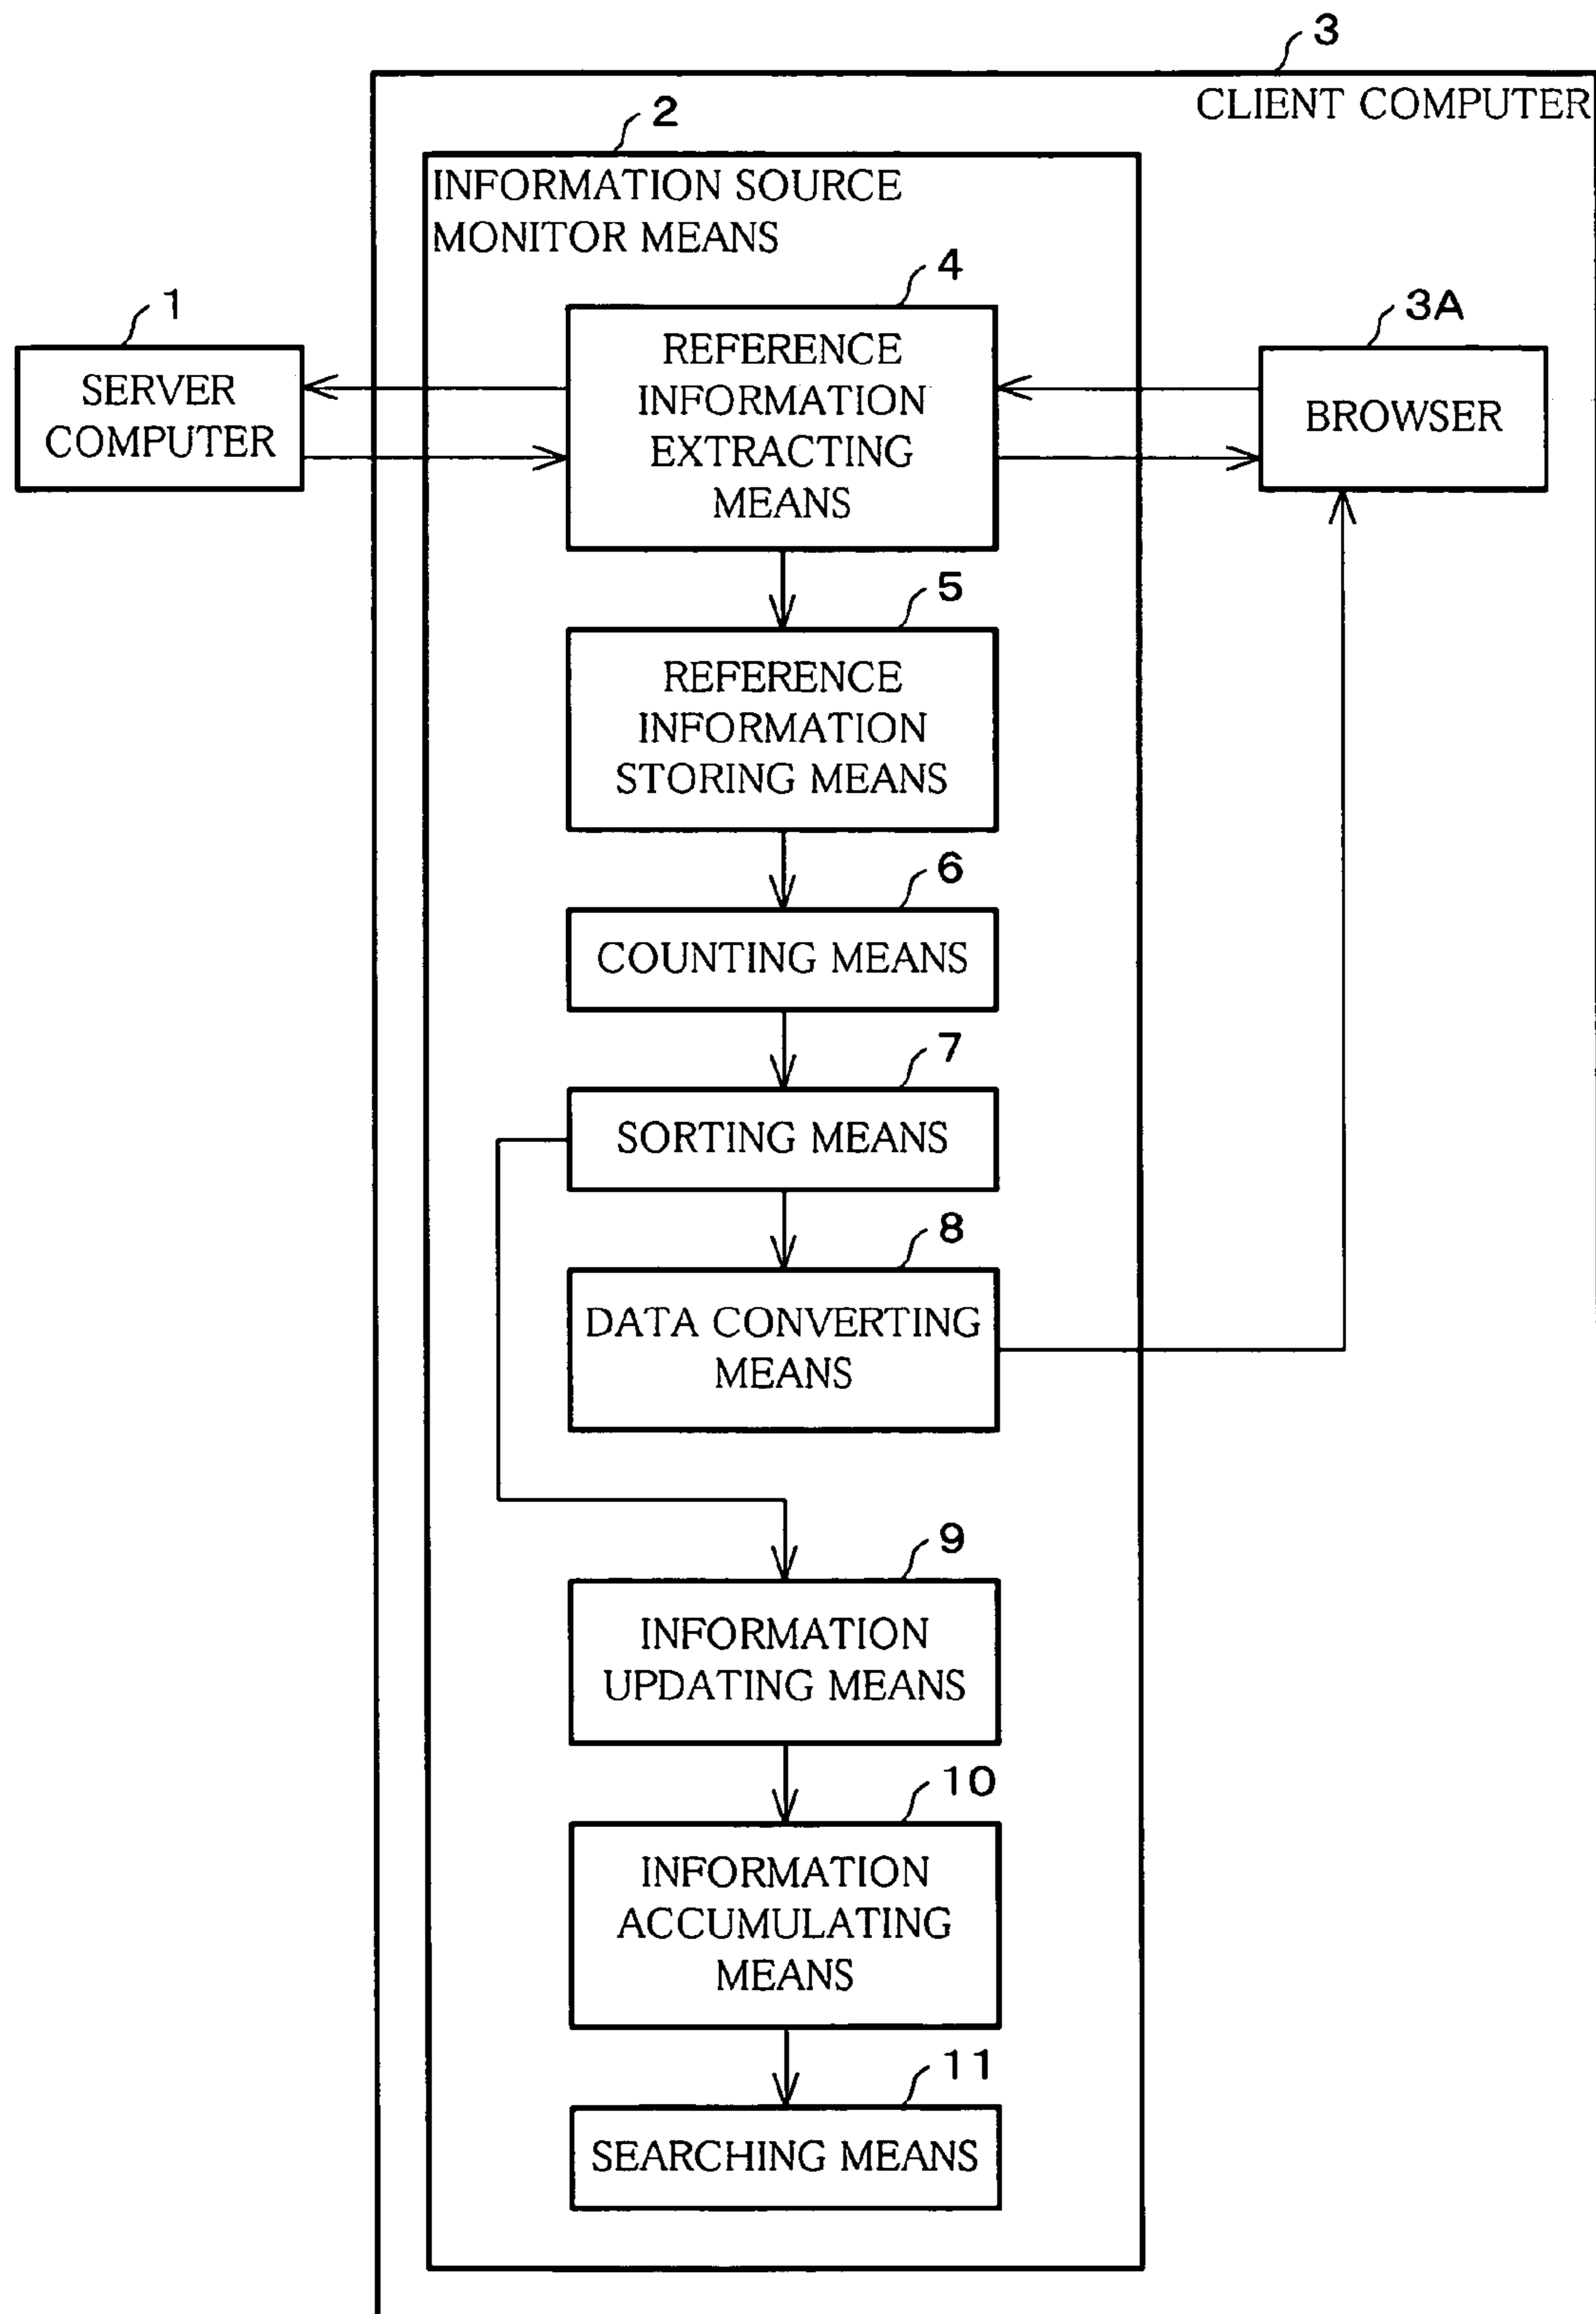 3
CLIENT COMPUTER
2
INFORMATION SOURCE
MONITOR MEANS
4
REFERENCE
INFORMATION
EXTRACTING
MEANS
1
SERVER
COMPUTER
3A
BROWSER
5
REFERENCE
INFORMATION
STORING MEANS
6
COUNTING MEANS
7
SORTING MEANS
8
DATA CONVERTING
MEANS
9
INFORMATION
UPDATING MEANS
10
INFORMATION
ACCUMULATING
MEANS
11
SEARCHING MEANS